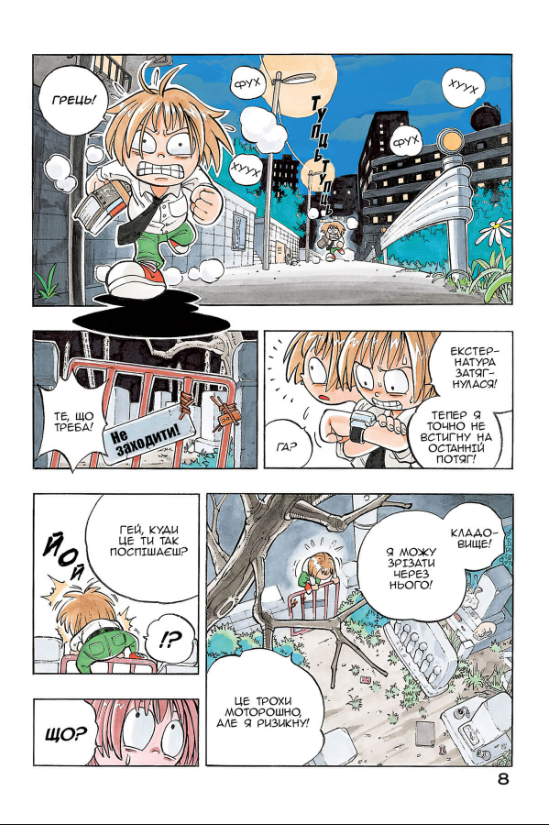 ГРЕЦЬ!
ФУХ
ХУУХ
ТУПЦЬ ТУПЦЬ
ХУУХ
ФУХ
ЕКСТЕР-
НАТУРА
ЗАТЯГ-
НУЛАСЯ!
ТЕПЕР Я
ТОЧНО НЕ
ВСТИГНУ НА
ОСТАННІЙ
ПОТЯГ!
ГА?
ТЕ, ЩО
ТРЕБА!
Не
заходити!
КЛАДО-
ВИЩЕ!
Я МОЖУ
ЗРІЗАТИ
ЧЕРЕЗ
НЬОГО!
ЦЕ ТРОХИ
МОТОРОШНО,
АЛЕ Я РИЗИКНУ!
ГЕЙ, КУДИ
ЦЕ ТИ ТАК
ПОСПІШАЄШ?
ЙОЙ
!?
ЩО?
8